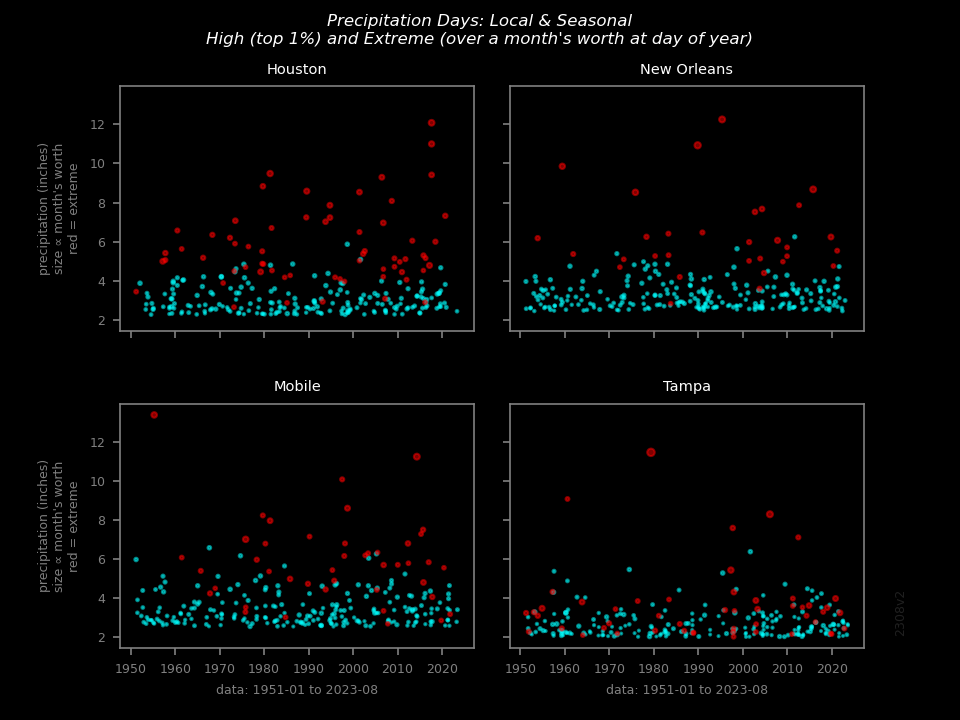 Precipitation Days: Local & Seasonal
High (top 1%) and Extreme (over a month's worth at day of year)
Houston
New Orleans
precipitation (inches)
size ∝ month's worth
red = extreme
12
10
8
6
4
2
Mobile
Tampa
precipitation (inches)
size ∝ month's worth
red = extreme
12
10
8
6
4
2
1950 1960 1970 1980 1990 2000 2010 2020
1950 1960 1970 1980 1990 2000 2010 2020
data: 1951-01 to 2023-08
data: 1951-01 to 2023-08
2308v2